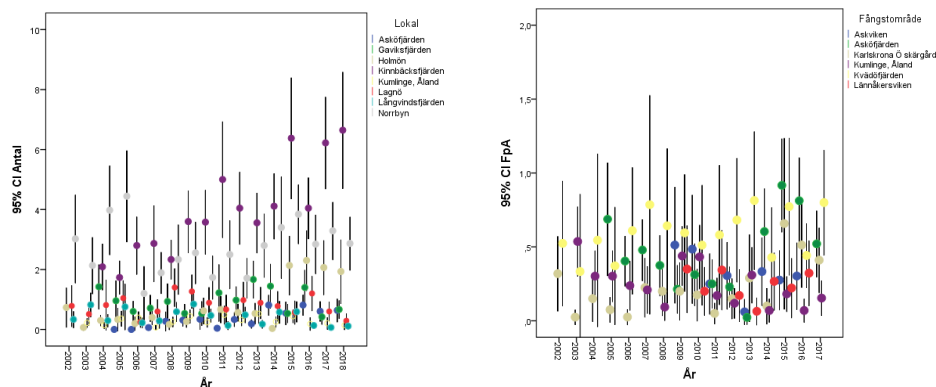 Lokal
Asköfjärden
Gaviksfjärden
Holmön
Kinnbäcksfjärden
Kumlinge, Åland
Lagnö
Långvindsfjärden
Norrbyn
95% CI Antal
10
8
6
4
2
0
2002 2003 2004 2005 2006 2007 2008 2009 2010 2011 2012 2013 2014 2015 2016 2017 2018
År
Fångstområde
Askviken
Asköfjärden
Karlskrona Ö skärgård
Kumlinge, Åland
Kvädöfjärden
Lännåkersviken
95% CI FpA
2,0
1,5
1,0
,5
,0
2002 2003 2004 2005 2006 2007 2008 2009 2010 2011 2012 2013 2014 2015 2016 2017
År